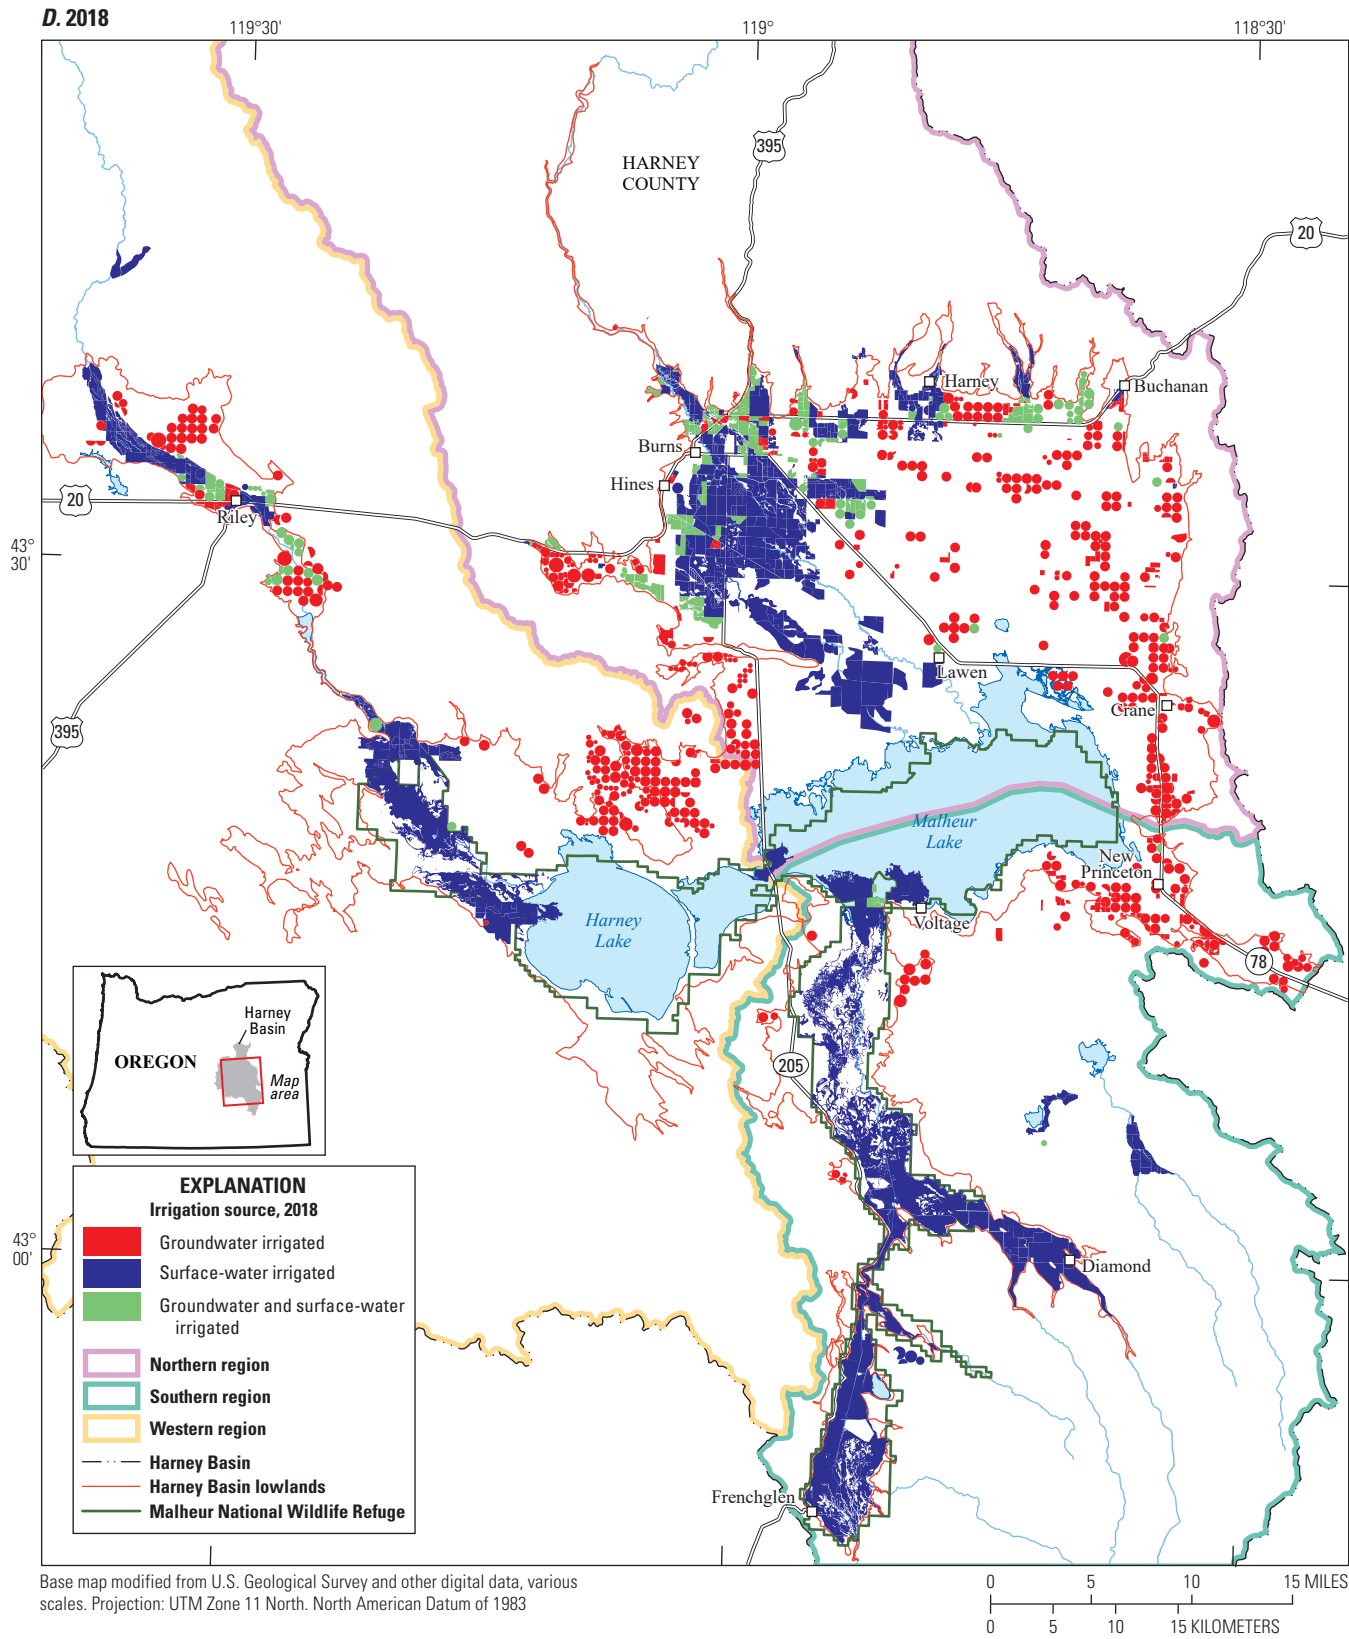 D. 2018
119°30'
119°
118°30'
395
HARNEY
COUNTY
20
Harney
Buchanan
Burns
Hines
20
Riley
43°
30'
Lawen
Crane
395
Malheur
Lake
New
Princeton
Harney
Lake
Voltage
78
Harney
Basin
OREGON
Map
area
205
EXPLANATION
Irrigation source, 2018
Groundwater irrigated
Surface-water irrigated
Groundwater and surface-water
irrigated
Northern region
Southern region
Western region
Harney Basin
Harney Basin lowlands
Malheur National Wildlife Refuge
43°
00'
Diamond
Frenchglen
Base map modified from U.S. Geological Survey and other digital data, various
scales. Projection: UTM Zone 11 North. North American Datum of 1983
0 5 10 15 MILES
0 5 10 15 KILOMETERS